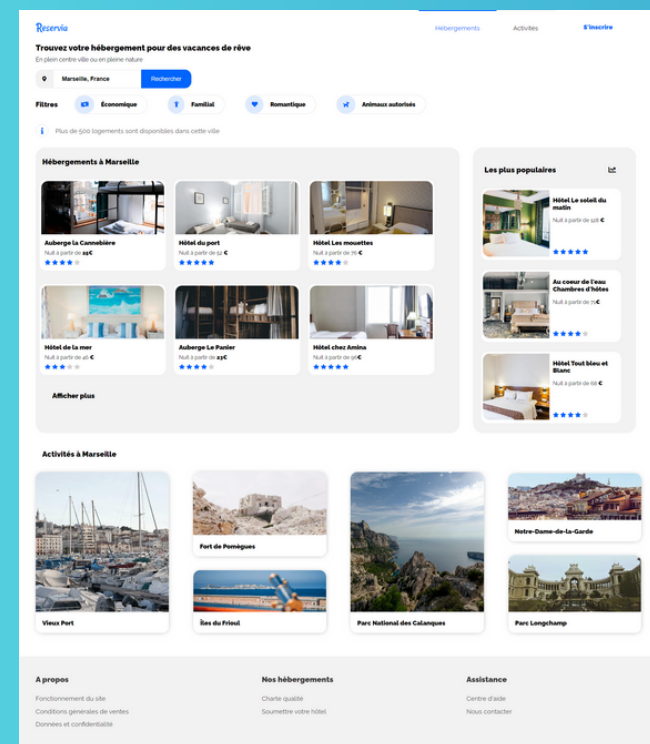 Reservia
Hébergements
Activités
S'inscrire
Trouvez votre hébergement pour des vacances de rêve
En plein centre ville ou en pleine nature
Marseille, France
Rechercher
Filtres
Économique
Familial
Romantique
Animaux autorisés
Plus de 500 logements sont disponibles dans cette ville
Hébergements à Marseille
Auberge la Cannebière
Nuit à partir de 25€
Hôtel du port
Nuit à partir de 52 €
Hôtel Les mouettes
Nuit à partir de 76 €
Hôtel de la mer
Nuit à partir de 46 €
Auberge Le Panier
Nuit à partir de 23€
Hôtel chez Amina
Nuit à partir de 96€
Afficher plus
Les plus populaires
Hôtel Le soleil du
matin
Nuit à partir de 128 €
Au coeur de l'eau
Chambres d'hôtes
Nuit à partir de 71€
Hôtel Tout bleu et
Blanc
Nuit à partir de 68 €
Activités à Marseille
Vieux Port
Fort de Pomègues
Îles du Frioul
Parc National des Calanques
Notre-Dame-de-la-Garde
Parc Longchamp
A propos
Fonctionnement du site
Conditions générales de ventes
Données et confidentialité
Nos hébergements
Charte qualité
Soumettre votre hôtel
Assistance
Centre d'aide
Nous contacter